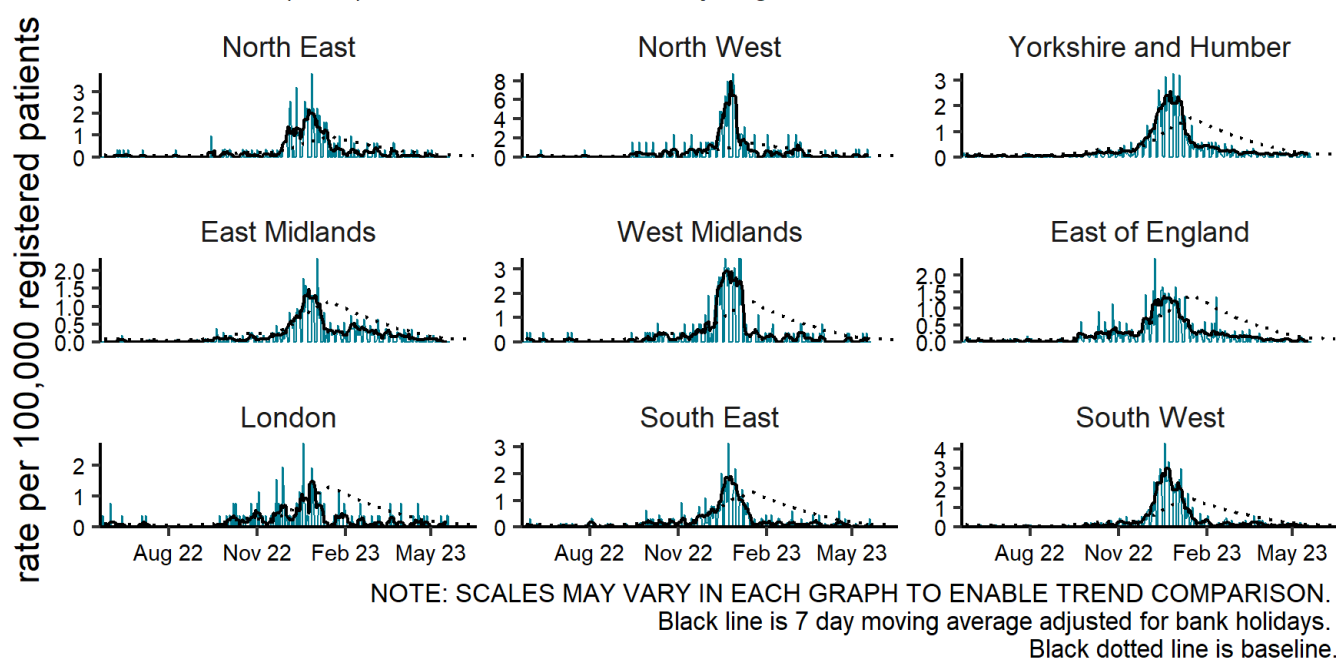 rate per 100,000 registered patients
North East
North West
Yorkshire and Humber
3
2
1
0
8
6
4
2
0
3
2
1
0
East Midlands
West Midlands
East of England
2.0
1.5
1.0
0.5
0.0
3
2
1
0
2.0
1.5
1.0
0.5
0.0
London
South East
South West
2
1
0
3
2
1
0
4
3
2
1
0
Aug 22 Nov 22 Feb 23 May 23
Aug 22 Nov 22 Feb 23 May 23
Aug 22 Nov 22 Feb 23 May 23
NOTE: SCALES MAY VARY IN EACH GRAPH TO ENABLE TREND COMPARISON.
Black line is 7 day moving average adjusted for bank holidays.
Black dotted line is baseline.